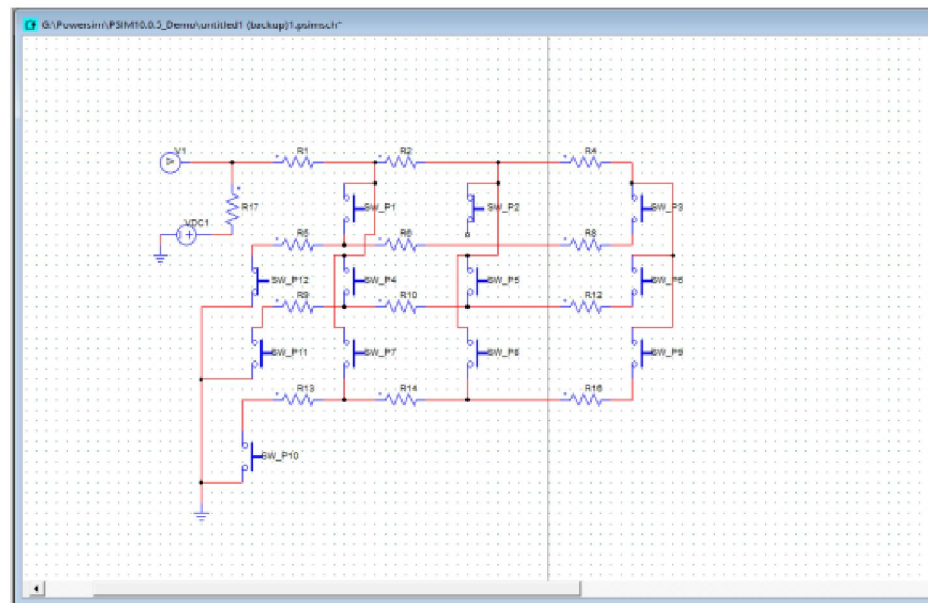 G:\Powersim\PSIM10.0.5_Demo\untitled1 (backup)1.psimsch*
V1
R1
R2
R4
R17
SW_P1
SW_P2
SW_P3
VDC1
R5
R6
R8
SW_P12
SW_P4
SW_P5
SW_P6
R9
R10
R12
SW_P11
SW_P7
SW_P8
SW_P9
R13
R14
R16
SW_P10